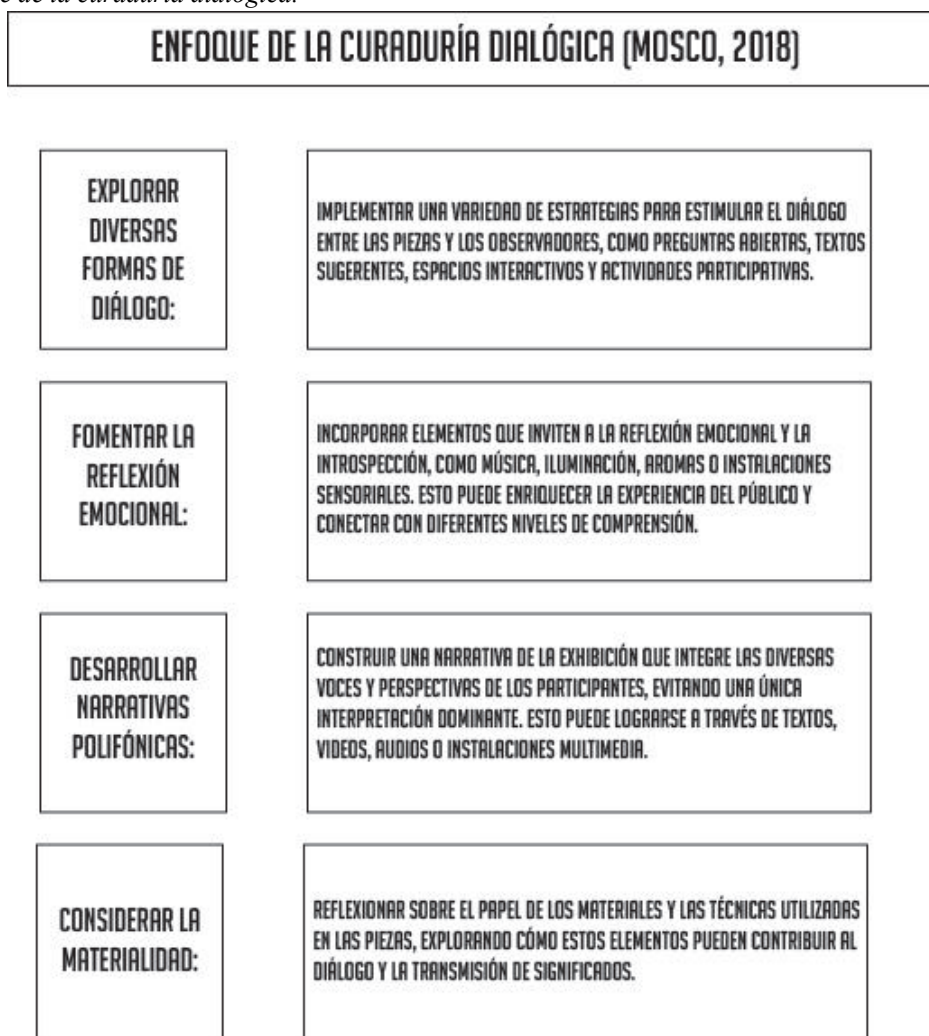 de la curaduría dialógica.
ENFOQUE DE LA CURADURÍA DIALÓGICA (MOSCO, 2018)
EXPLORAR
DIVERSAS
FORMAS DE
DIÁLOGO:
IMPLEMENTAR UNA VARIEDAD DE ESTRATEGIAS PARA ESTIMULAR EL DIÁLOGO
ENTRE LAS PIEZAS Y LOS OBSERVADORES, COMO PREGUNTAS ABIERTAS, TEXTOS
SUGERENTES, ESPACIOS INTERACTIVOS Y ACTIVIDADES PARTICIPATIVAS.
FOMENTAR LA
REFLEXIÓN
EMOCIONAL:
INCORPORAR ELEMENTOS QUE INVITEN A LA REFLEXIÓN EMOCIONAL Y LA
INTROSPECCIÓN, COMO MÚSICA, ILUMINACIÓN, AROMAS O INSTALACIONES
SENSORIALES. ESTO PUEDE ENRIQUECER LA EXPERIENCIA DEL PÚBLICO Y
CONECTAR CON DIFERENTES NIVELES DE COMPRENSIÓN.
DESARROLLAR
NARRATIVAS
POLIFÓNICAS:
CONSTRUIR UNA NARRATIVA DE LA EXHIBICIÓN QUE INTEGRE LAS DIVERSAS
VOCES Y PERSPECTIVAS DE LOS PARTICIPANTES, EVITANDO UNA ÚNICA
INTERPRETACIÓN DOMINANTE. ESTO PUEDE LOGRARSE A TRAVÉS DE TEXTOS,
VIDEOS, AUDIOS O INSTALACIONES MULTIMEDIA.
CONSIDERAR LA
MATERIALIDAD:
REFLEXIONAR SOBRE EL PAPEL DE LOS MATERIALES Y LAS TÉCNICAS UTILIZADAS
EN LAS PIEZAS, EXPLORANDO CÓMO ESTOS ELEMENTOS PUEDEN CONTRIBUIR AL
DIÁLOGO Y LA TRANSMISIÓN DE SIGNIFICADOS.